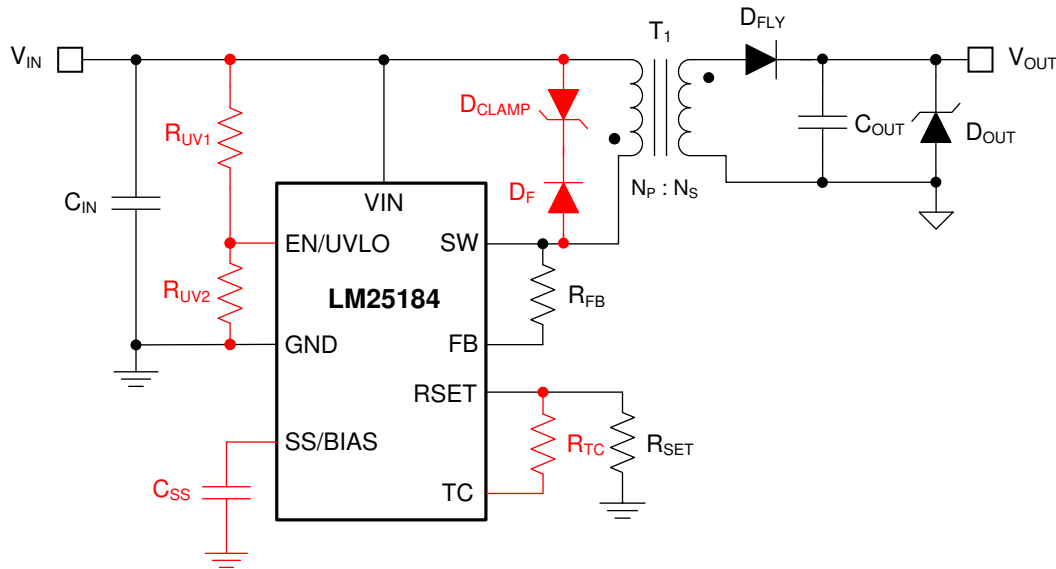 D_FLY
T_1
V_IN
V_OUT
D_CLAMP
R_UV1
C_OUT
D_OUT
C_IN
VIN
D_F
N_P : N_S
EN/UVLO
SW
R_UV2
LM25184
R_FB
GND
FB
RSET
SS/BIAS
R_TC
R_SET
C_SS
TC